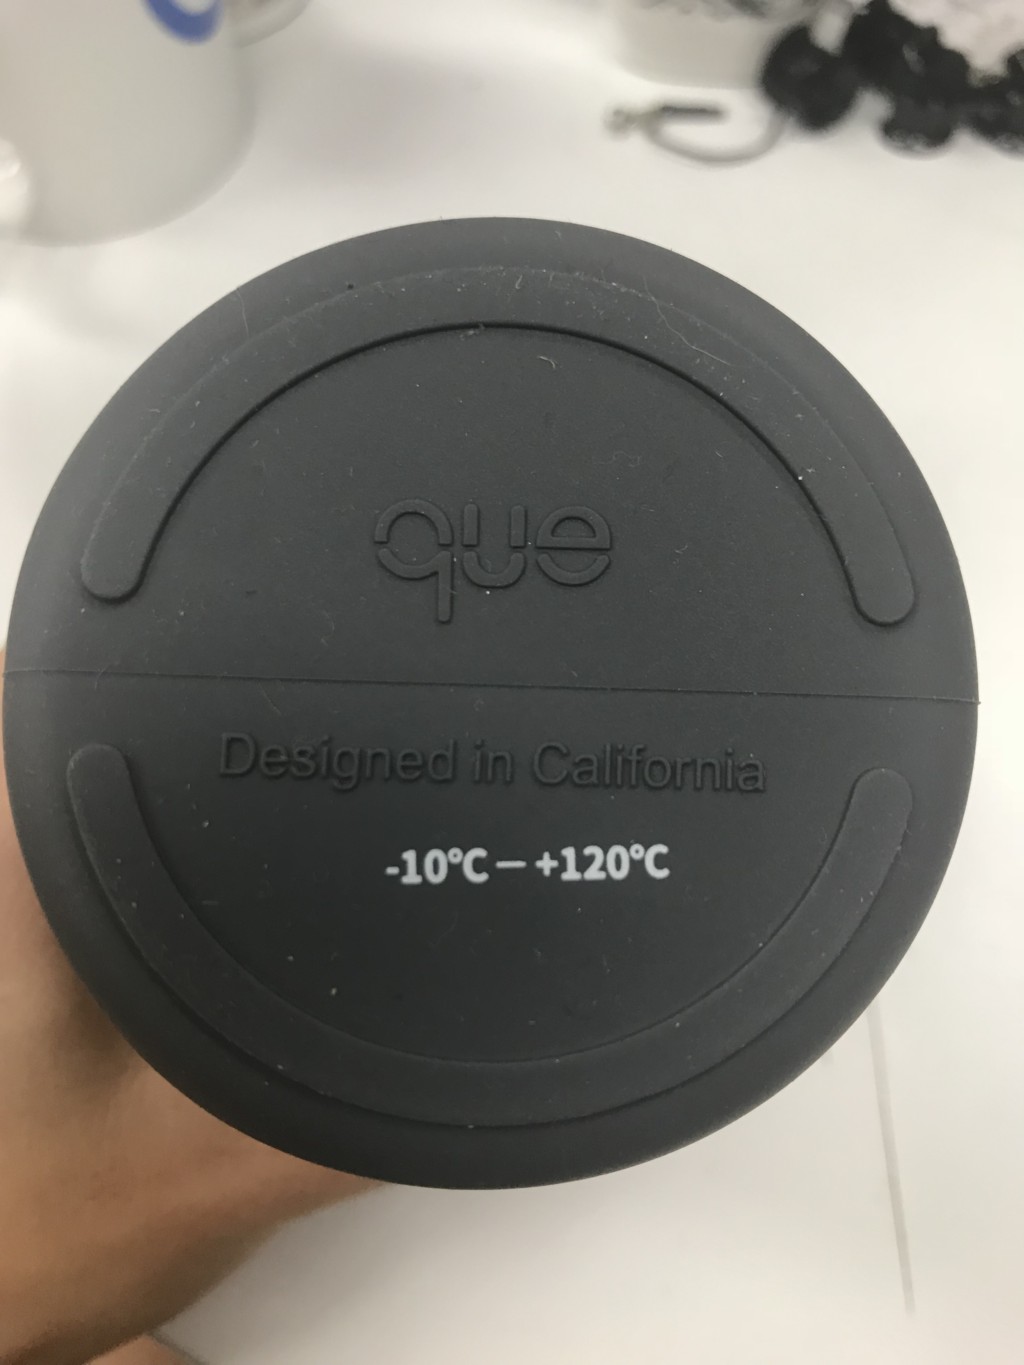 que
Designed in California
-10°C – +120°C